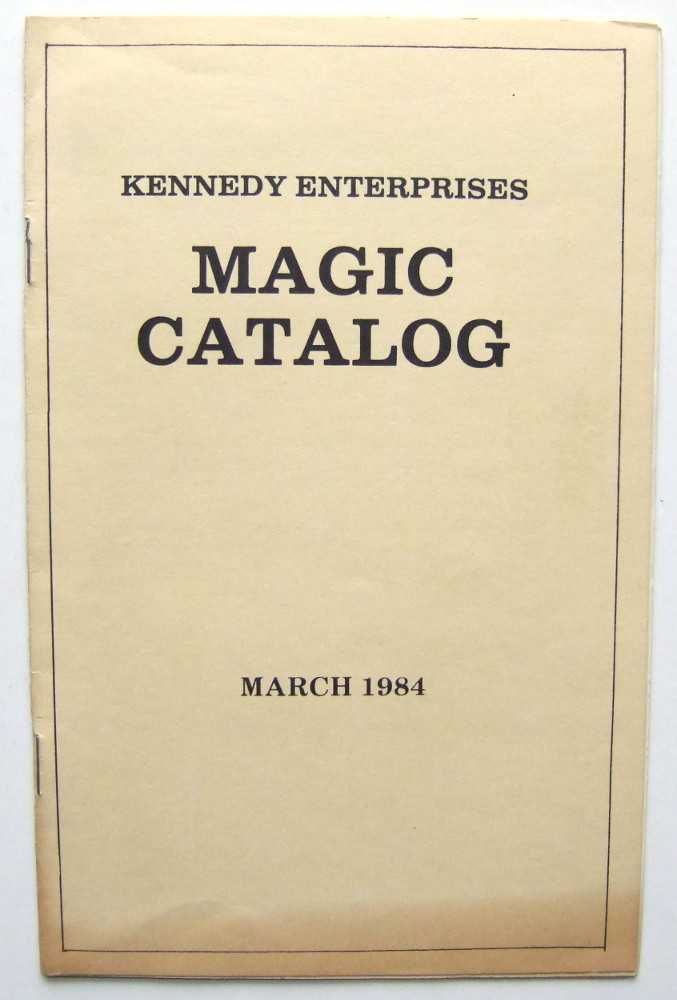 KENNEDY ENTERPRISES
MAGIC
CATALOG
MARCH 1984